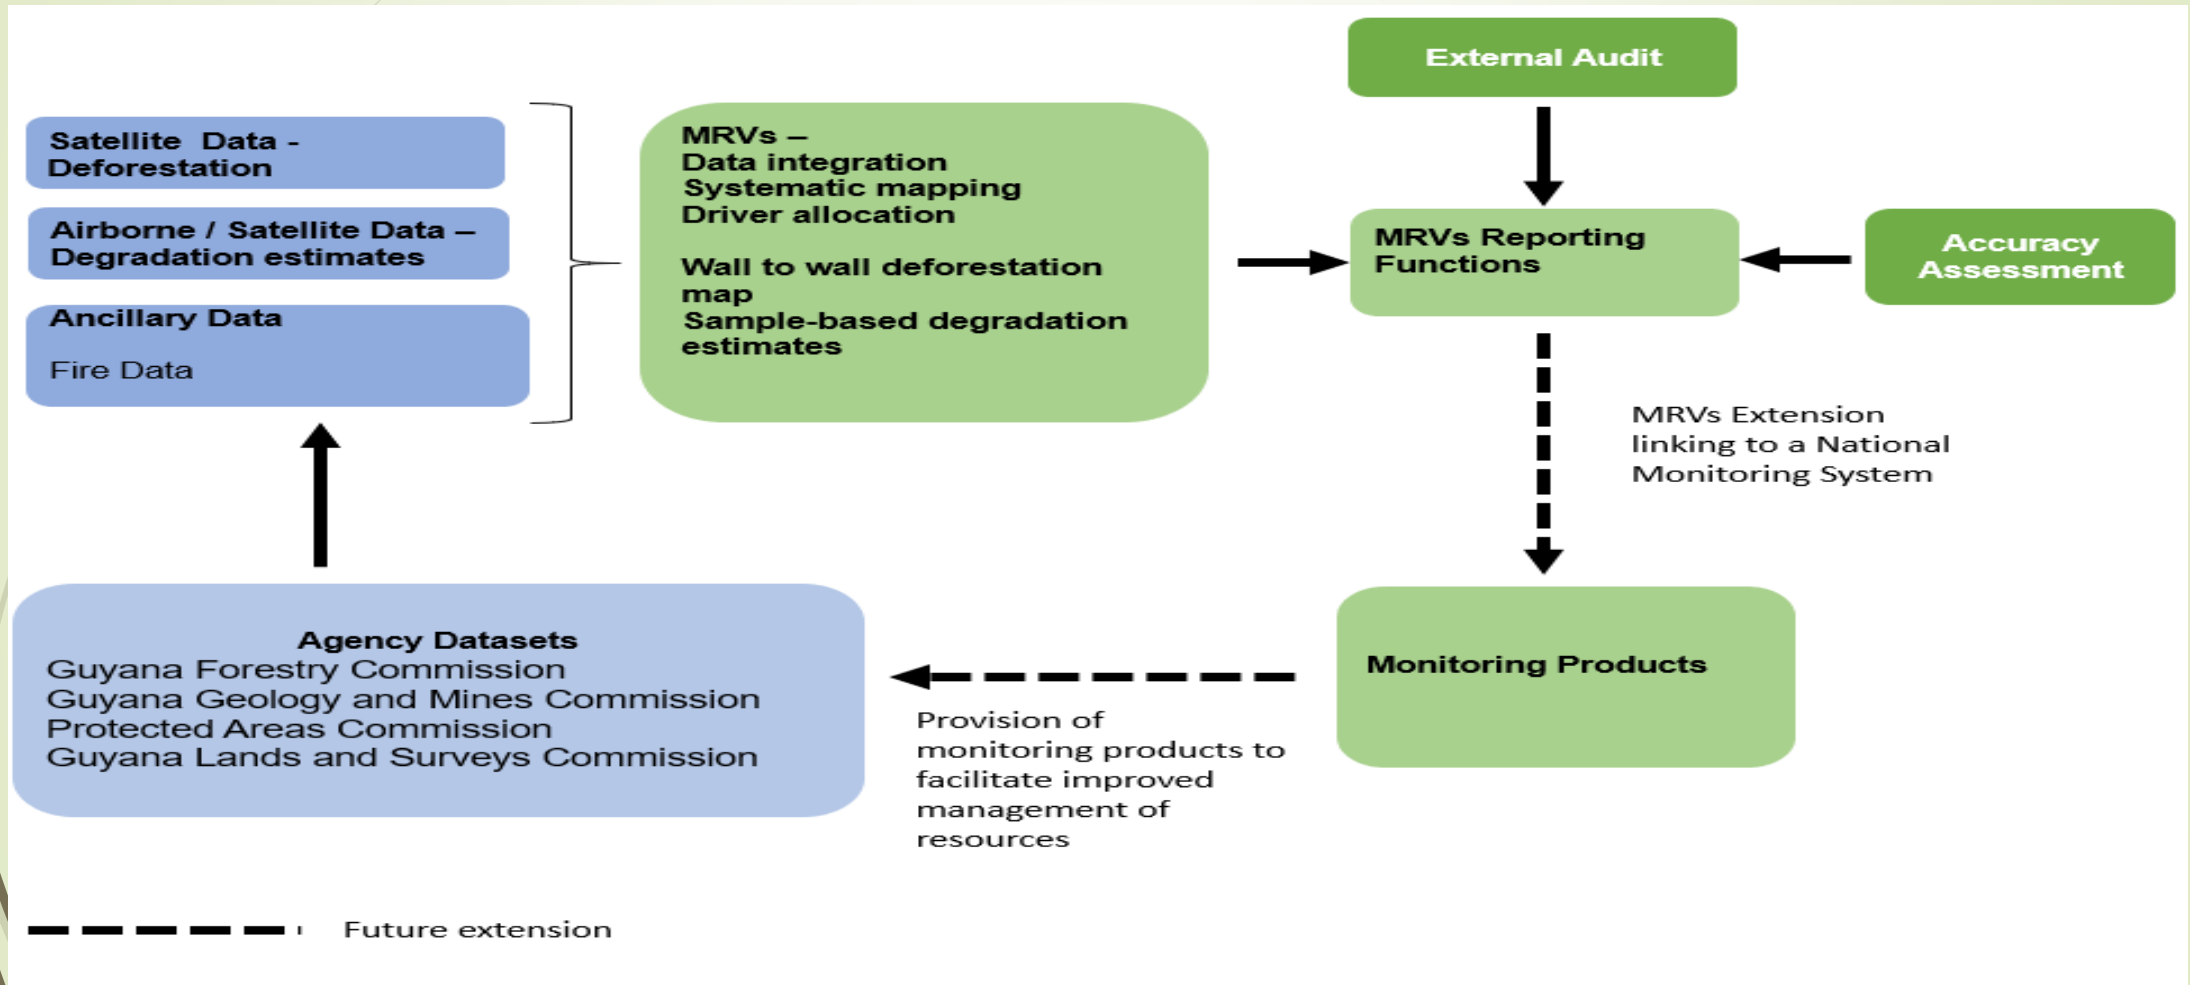 External Audit
Satellite Data -
Deforestation
Airborne / Satellite Data –
Degradation estimates
Ancillary Data
Fire Data
MRVs –
Data integration
Systematic mapping
Driver allocation
Wall to wall deforestation
map
Sample-based degradation
estimates
MRVs Reporting
Functions
Accuracy
Assessment
MRVs Extension
linking to a National
Monitoring System
Agency Datasets
Guyana Forestry Commission
Guyana Geology and Mines Commission
Protected Areas Commission
Guyana Lands and Surveys Commission
Provision of
monitoring products to
facilitate improved
management of
resources
Monitoring Products
Future extension